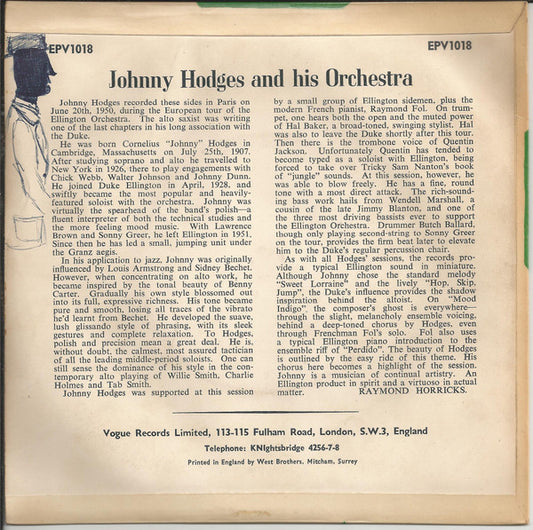 EPV1018
EPV1018
Johnny Hodges and his Orchestra
Johnny Hodges recorded these sides in Paris on
June 20th, 1950, during the European tour of the
Ellington Orchestra. The alto saxist was writing
one of the last chapters in his long association with
the Duke.
He was born Cornelius "Johnny" Hodges in
Cambridge, Massachusetts, on July 25th, 1907.
After studying soprano and alto he travelled to
New York in 1926, there to play engagements with
Chick Webb, Walter Johnson and Johnny Dunn.
He joined Duke Ellington in April, 1928, and
swiftly became the most popular and heavily-
featured soloist with the orchestra. Johnny was
virtually the spearhead of the band's polish—a
fluent interpreter of both the technical studies and
the more feeling mood music. With Lawrence
Brown and Sonny Greer, he left Ellington in 1951.
Since then he has led a small, jumping unit under
the Granz aegis.
In his application to jazz, Johnny was originally
influenced by Louis Armstrong and Sidney Bechet.
However, when concentrating on alto work, he
became inspired by the tonal beauty of Benny
Carter. Gradually his own style blossomed out
into its full, expressive richness. His tone became
pure and smooth, losing all traces of the vibrato
he'd learnt from Bechet. He developed the suave,
lush glissando style of phrasing, with its sleek
gestures and complete relaxation. To Hodges,
polish and precision mean a great deal. He is,
without doubt, the calmest, most assured tactician
of all the leading middle-period soloists. One can
still sense the dominance of his style in the con-
temporary alto playing of Willie Smith, Charlie
Holmes and Tab Smith.
Johnny Hodges was supported at this session
by a small group of Ellington sidemen, plus the
modern French pianist, Raymond Fol. On trum-
pet, one hears both the open and the muted power
of Hal Baker, a broad-toned, swinging stylist. Hal
was also to leave the Duke shortly after this tour.
Then there is the trombone voice of Quentin
Jackson. Unfortunately Quentin has tended to
become typed as a soloist with Ellington, being
forced to take over Tricky Sam Nanton's book
of "jungle" sounds. At this session, however, he
was able to blow freely. He has a fine, round
tone with a most direct attack. The rich-sound-
ing bass work hails from Wendell Marshall, a
cousin of the late Jimmy Blanton, and one of
the three most driving bassists ever to support
the Ellington Orchestra. Drummer Butch Ballard,
though only playing second-string to Sonny Greer
on the tour, provides the firm beat later to elevate
him to the Duke's regular percussion chair.
As with all Hodges' sessions, the records pro-
vide a typical Ellington sound in miniature.
Although Johnny chose the standard melody
"Sweet Lorraine" and the lively "Hop, Skip,
Jump", the Duke's influence provides the shadow
inspiration behind the altoist. On "Mood
Indigo", the composer's ghost is everywhere—
through the slight, melancholy ensemble voicing,
behind a deep-toned chorus by Hodges, even
through Frenchman Fol's solo. Fol also uses
a typical Ellington piano introduction to the
ensemble riff of "Perdido". The beauty of Hodges
is outlined by the easy ride of this theme. His
chorus here becomes a highlight of the session.
Johnny is a musician of continual artistry. An
Ellington product in spirit and a virtuoso in actual
matter. RAYMOND HORRICKS.
Vogue Records Limited, 113-115 Fulham Road, London, S.W.3, England
Telephone: KNIghtsbridge 4256-7-8
Printed in England by West Brothers, Mitcham, Surrey